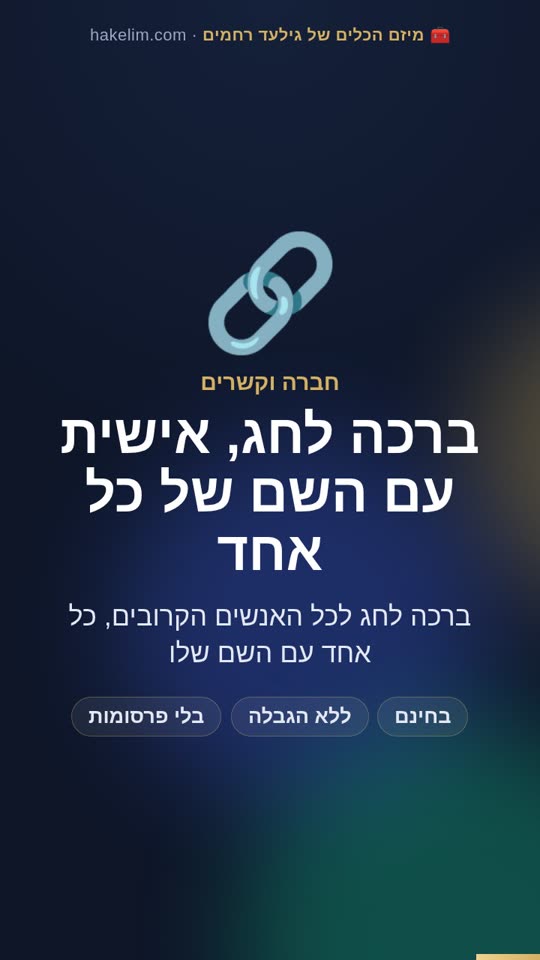 🧰 מיזם הכלים של גילעד רחמים · hakelim.com
חברה וקשרים
ברכה לחג, אישית
עם השם של כל
אחד
ברכה לחג לכל האנשים הקרובים, כל
אחד עם השם שלו
בחינם
ללא הגבלה
בלי פרסומות